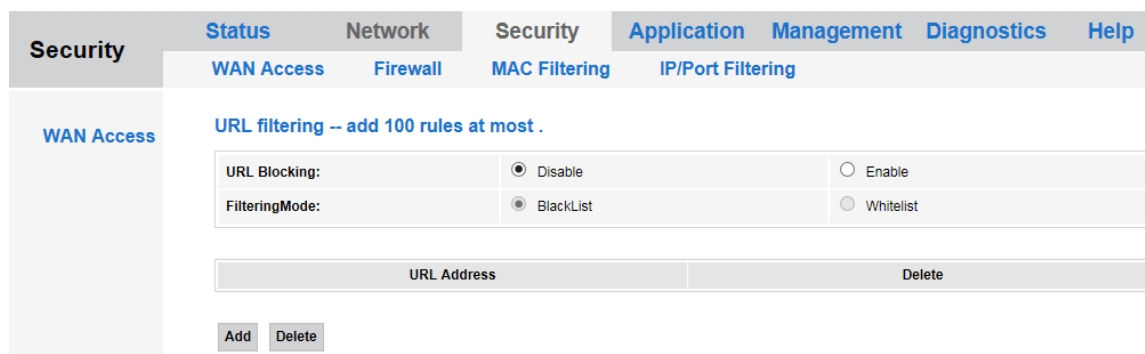 Security
Status Network Security Application Management Diagnostics Help
WAN Access Firewall MAC Filtering IP/Port Filtering
WAN Access
URL filtering -- add 100 rules at most .
URL Blocking: Disable Enable
FilteringMode: BlackList Whitelist
URL Address Delete
Add Delete